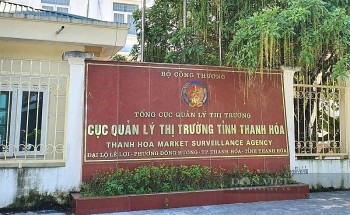 BỘ CÔNG THƯƠNG
TỔNG CỤC QUẢN LÝ THỊ TRƯỜNG
CỤC QUẢN LÝ THỊ TRƯỜNG TỈNH THANH HÓA
THANH HOA MARKET SURVEILLANCE AGENCY
ĐẠI LỘ LÊ LỢI - PHƯỜNG ĐÔNG HƯƠNG - TP THANH HÓA - TỈNH THANH HÓA